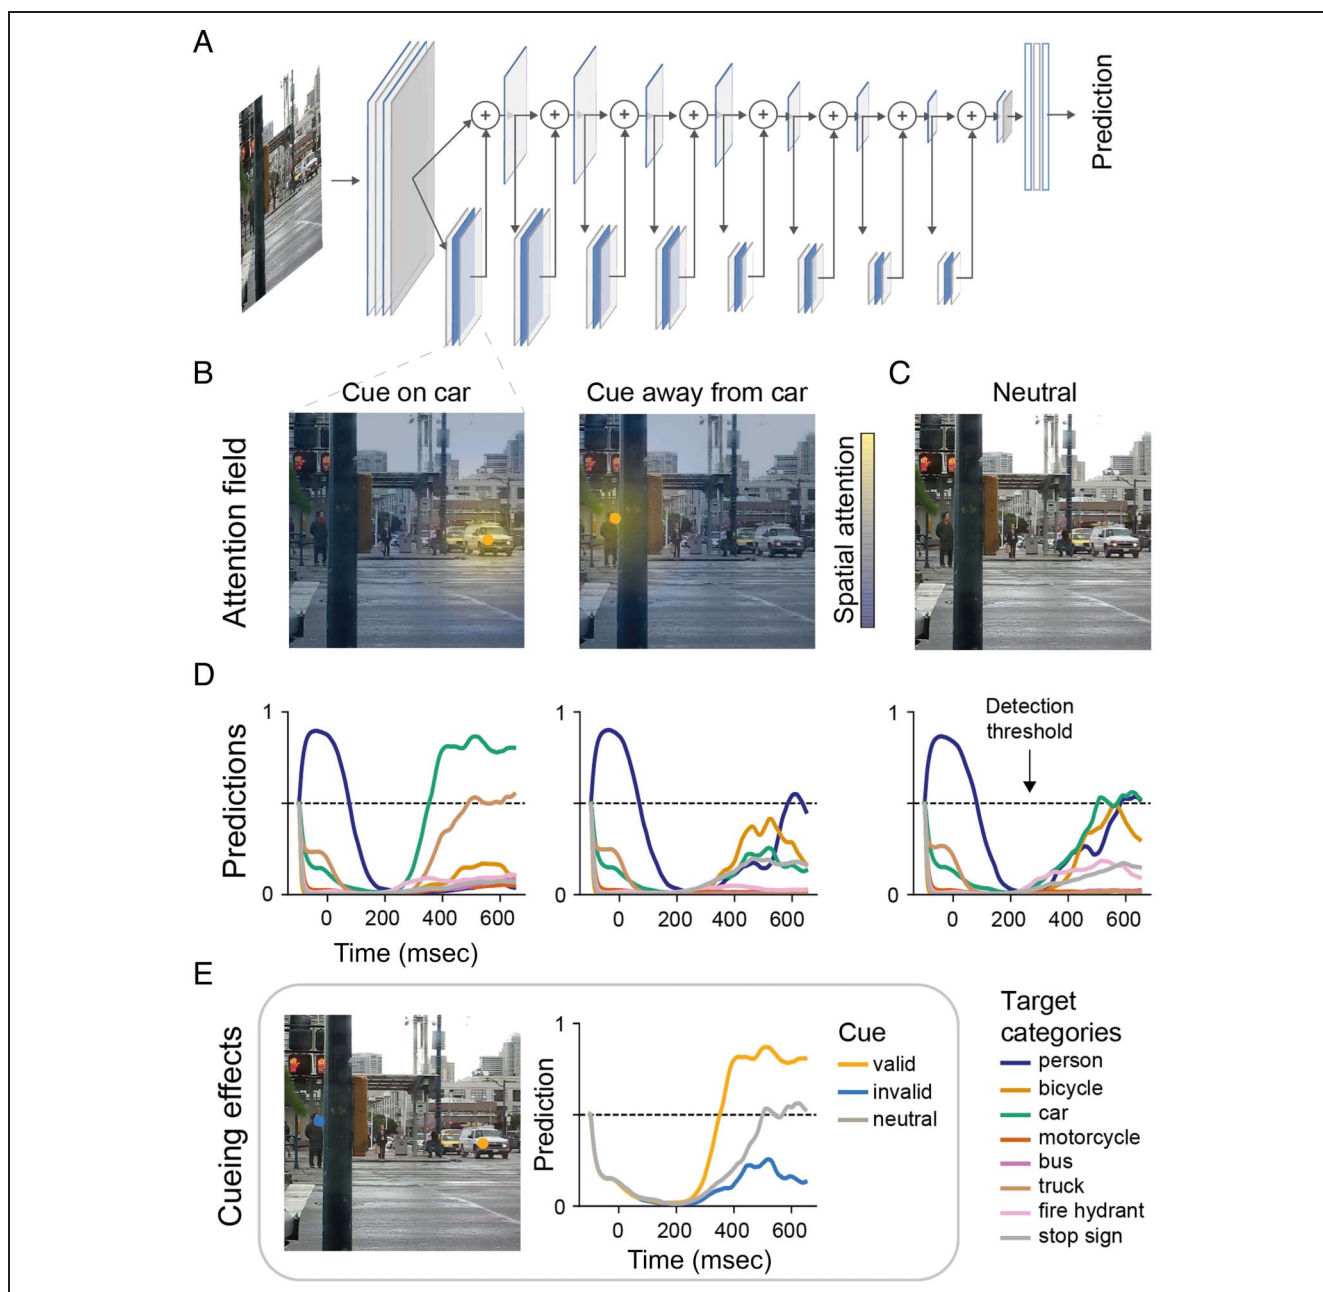 A
+ + + + + + + +
Prediction
B
C
Cue on car
Cue away from car
Neutral
Attention field
Spatial attention
D
Predictions
1
0
0 200 400 600
Time (msec)
1
0
0 200 400 600
1
0
0 200 400 600
Detection
threshold
E
Cueing effects
Prediction
1
0
0 200 400 600
Time (msec)
Cue
valid
invalid
neutral
Target
categories
person
bicycle
car
motorcycle
bus
truck
fire hydrant
stop sign